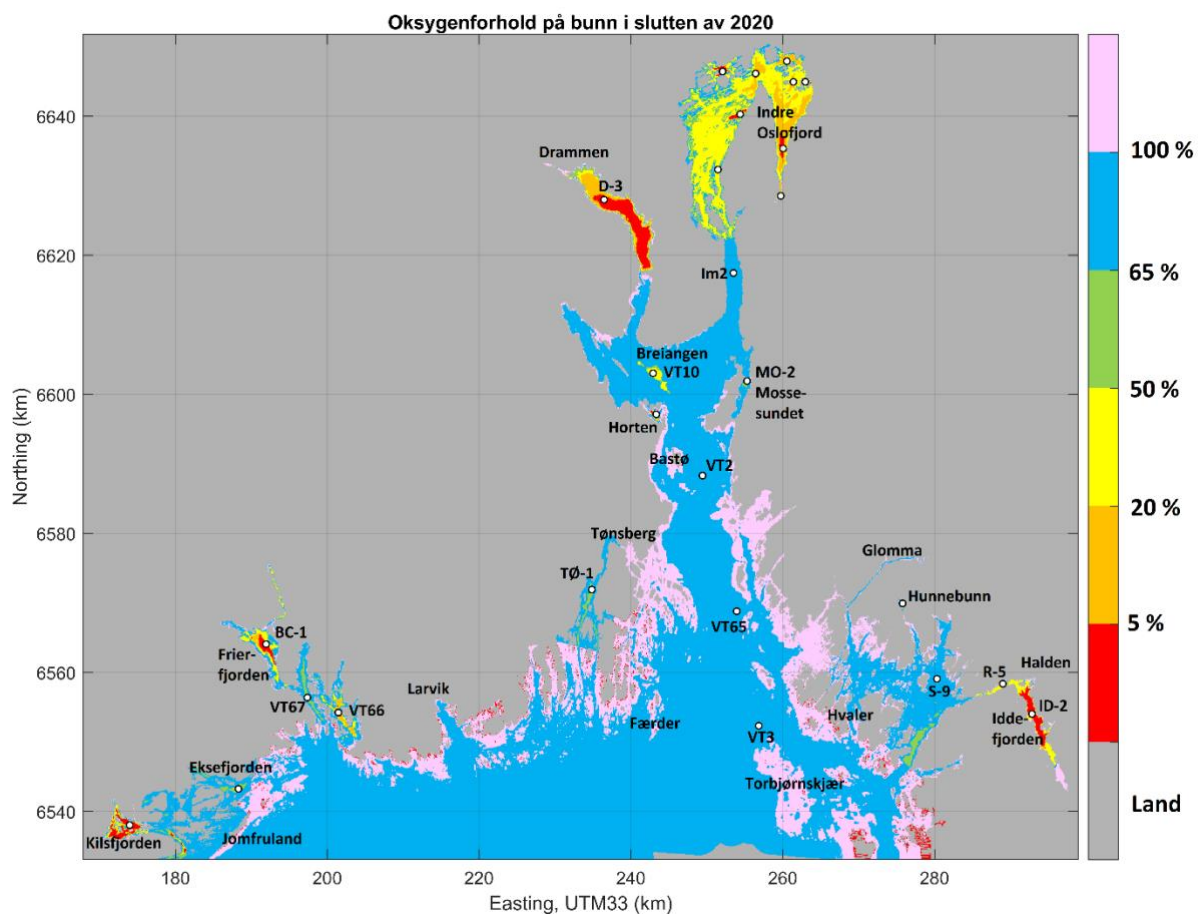 Oksygenforhold på bunn i slutten av 2020
6640
6620
6600
6580
6560
6540
Northing (km)
180
200
220
240
260
280
Easting, UTM33 (km)
Indre
Oslofjord
Drammen
D-3
Im2
Breiangen
VT10
MO-2
Mosse-
sundet
Horten
Bastø
VT2
Tønsberg
TØ-1
Glomma
Hunnebunn
VT65
BC-1
Frier-
fjorden
VT67
VT66
Larvik
Færder
VT3
Hvaler
S-9
R-5
Halden
ID-2
Idde-
fjorden
Eksefjorden
Torbjørnskjær
Kilsfjorden
Jomfruland
100 %
65 %
50 %
20 %
5 %
Land